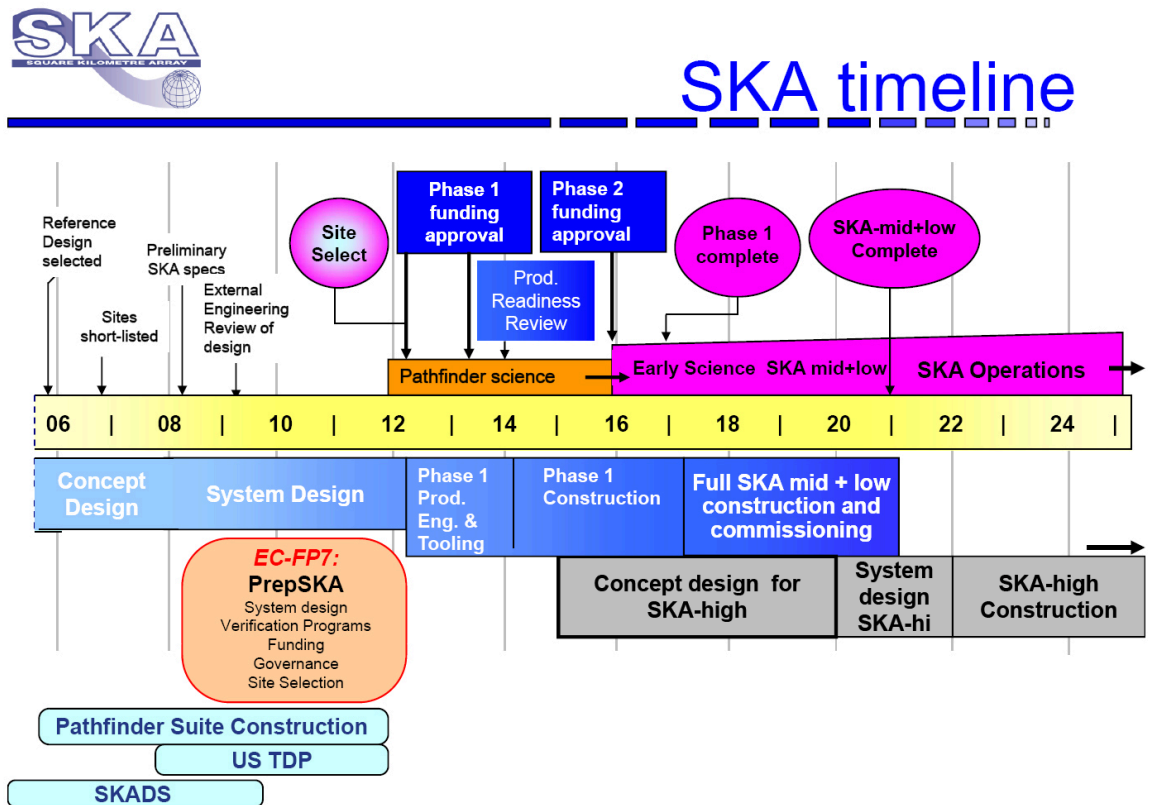 SKA
SQUARE KILOMETRE ARRAY
SKA timeline
Reference
Design
selected
Sites
short-listed
Preliminary
SKA specs
External
Engineering
Review of
design
Site
Select
Phase 1
funding
approval
Phase 2
funding
approval
Prod.
Readiness
Review
Phase 1
complete
SKA-mid+low
Complete
Pathfinder science
Early Science SKA mid+low
SKA Operations
06 | 08 | 10 | 12 | 14 | 16 | 18 | 20 | 22 | 24 |
Concept
Design
System Design
Phase 1
Prod.
Eng. &
Tooling
Phase 1
Construction
Full SKA mid + low
construction and
commissioning
EC-FP7:
PrepSKA
System design
Verification Programs
Funding
Governance
Site Selection
Concept design for
SKA-high
System
design
SKA-hi
SKA-high
Construction
Pathfinder Suite Construction
US TDP
SKADS